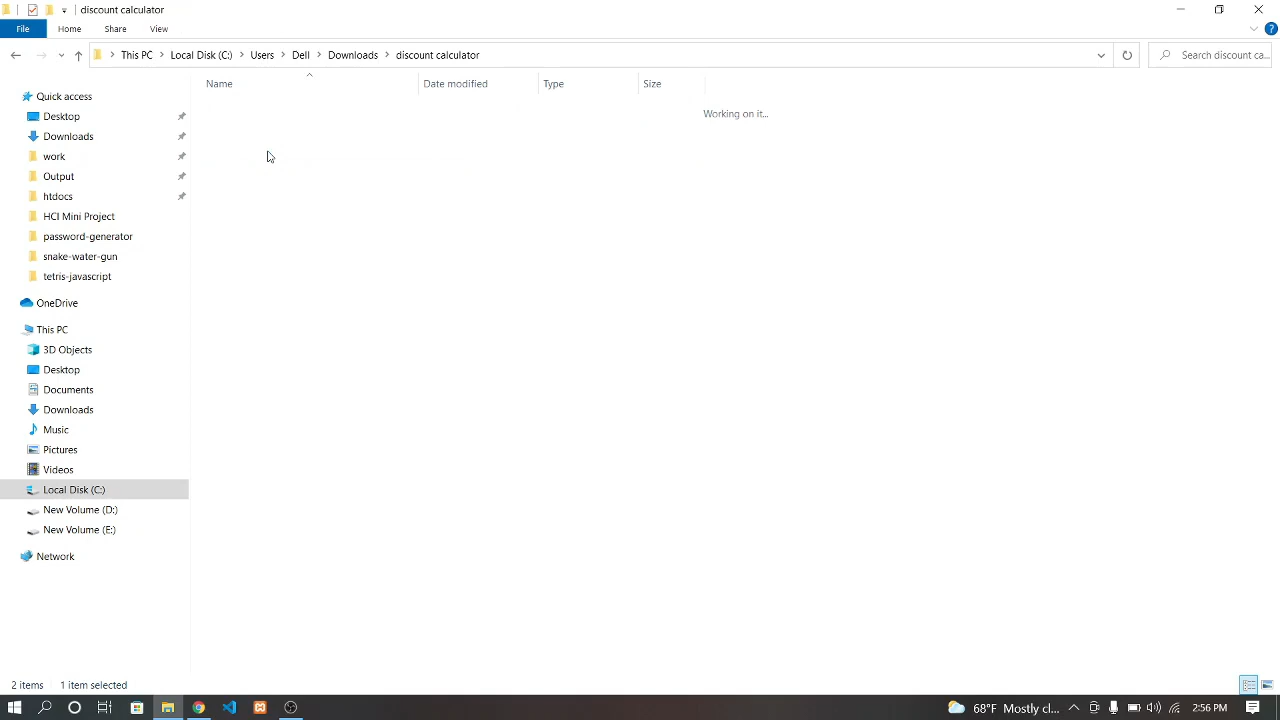 discount calculator
File Home Share View
This PC Local Disk (C:) Users Dell Downloads discount calculator Search discount ca...
Name Date modified Type Size
Working on it...
Quick access
Desktop
Downloads
work
Output
htdocs
HCI Mini Project
password-generator
snake-water-gun
tetris-javascript
OneDrive
This PC
3D Objects
Desktop
Documents
Downloads
Music
Pictures
Videos
Local Disk (C:)
New Volume (D:)
New Volume (E:)
Network
2 items 1 item selected
68°F Mostly cl... 2:56 PM